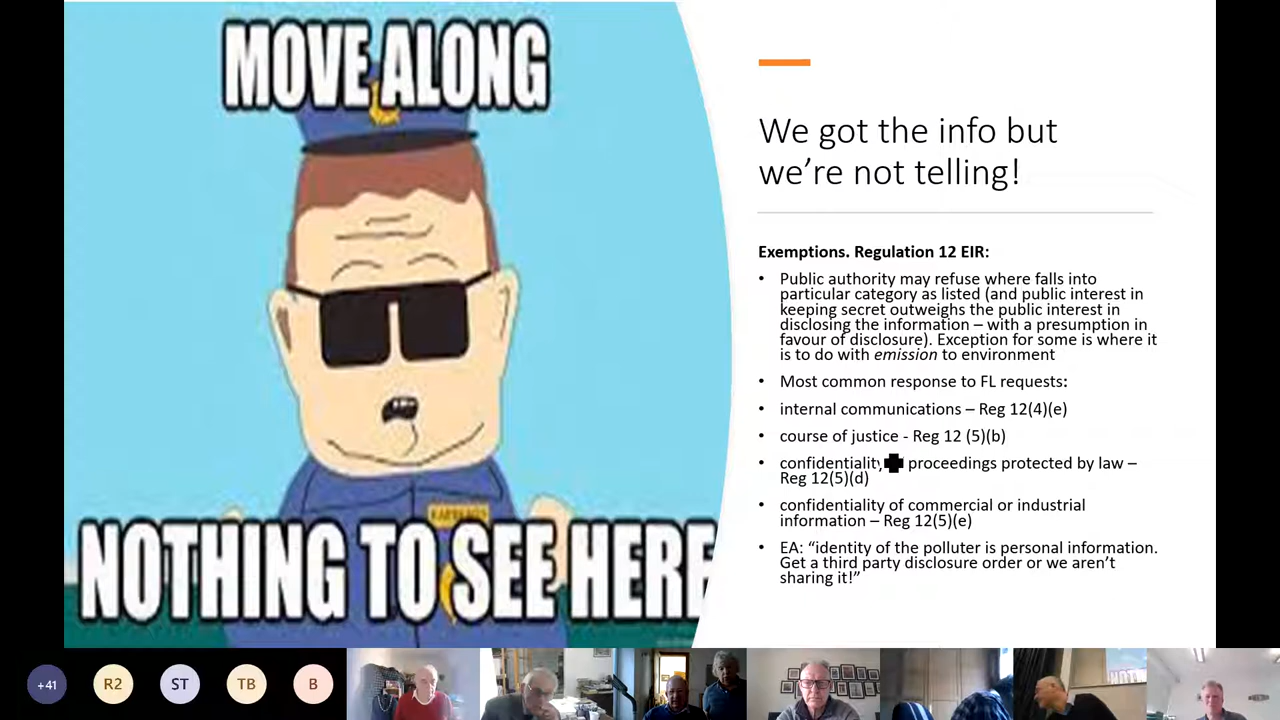 MOVE ALONG
NOTHING TO SEE HERE
We got the info but
we’re not telling!
Exemptions. Regulation 12 EIR:
• Public authority may refuse where falls into
particular category as listed (and public interest in
keeping secret outweighs the public interest in
disclosing the information – with a presumption in
favour of disclosure). Exception for some is where it
is to do with emission to environment
• Most common response to FL requests:
• internal communications – Reg 12(4)(e)
• course of justice - Reg 12 (5)(b)
• confidentiality proceedings protected by law –
Reg 12(5)(d)
• confidentiality of commercial or industrial
information – Reg 12(5)(e)
• EA: “identity of the polluter is personal information.
Get a third party disclosure order or we aren’t
sharing it!”
+41
R2
ST
TB
B